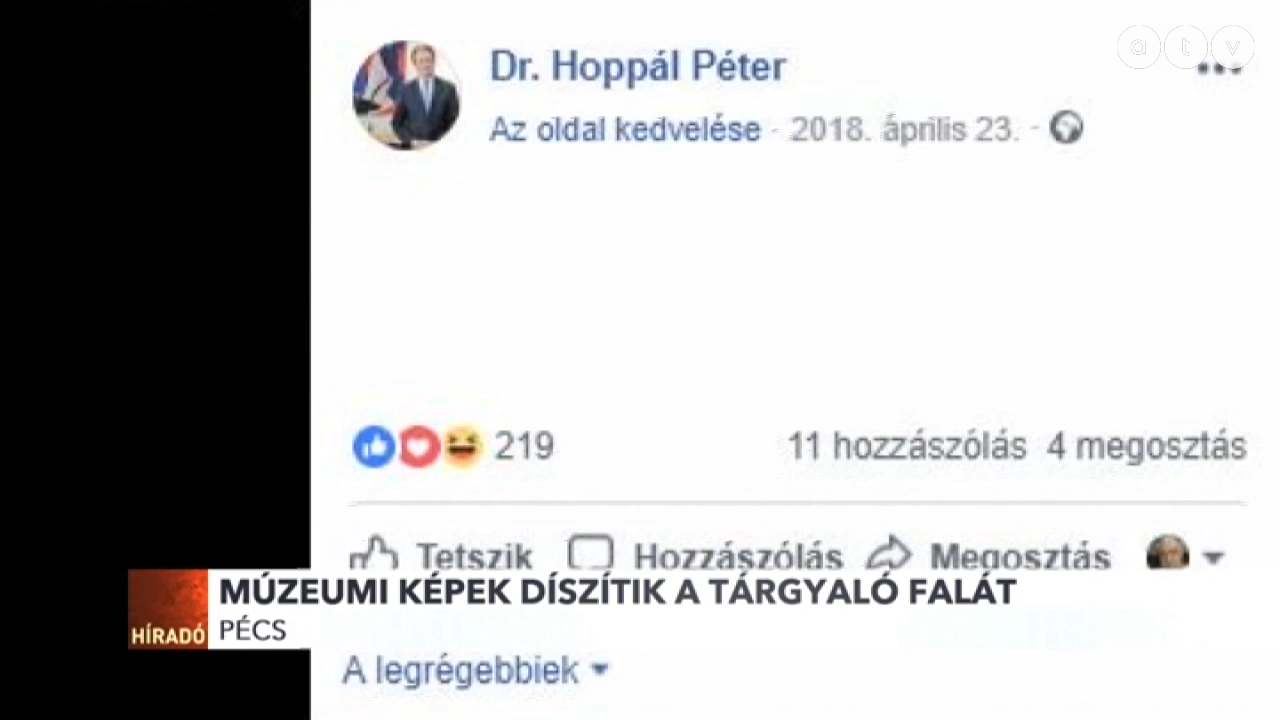 atv
Dr. Hoppál Péter
Az oldal kedvelése · 2018. április 23. ·
219
11 hozzászólás 4 megosztás
Tetszik Hozzászólás Megosztás
MÚZEUMI KÉPEK DÍSZÍTIK A TÁRGYALÓ FALÁT
HÍRADÓ
PÉCS
A legrégebbiek